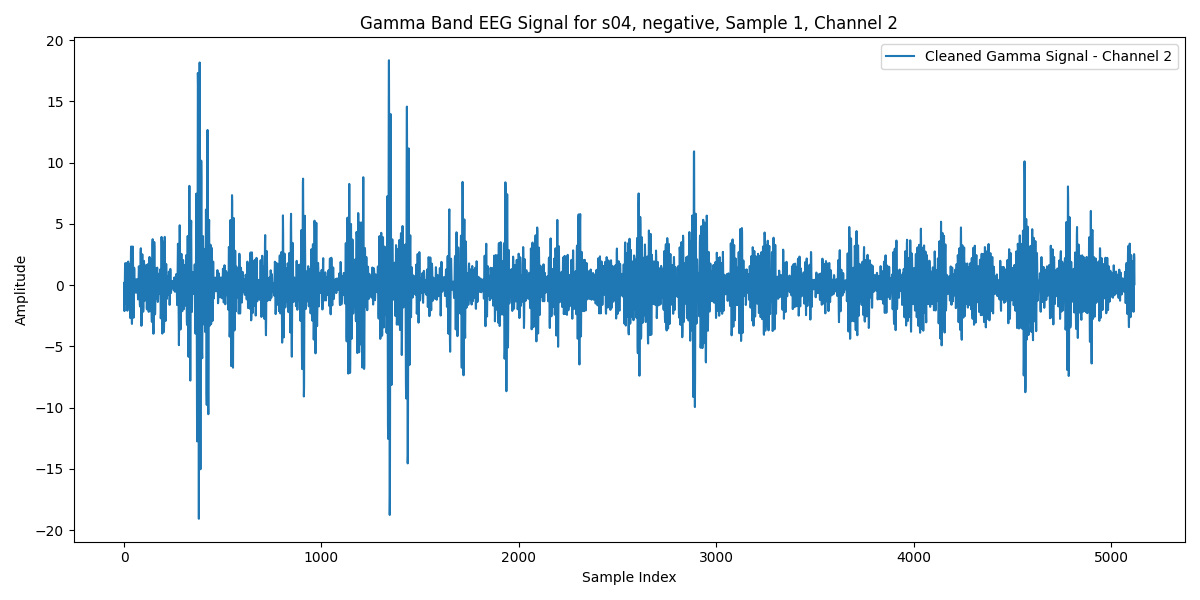 Gamma Band EEG Signal for s04, negative, Sample 1, Channel 2
Cleaned Gamma Signal - Channel 2
20
15
10
5
0
−5
−10
−15
−20
Amplitude
0 1000 2000 3000 4000 5000
Sample Index